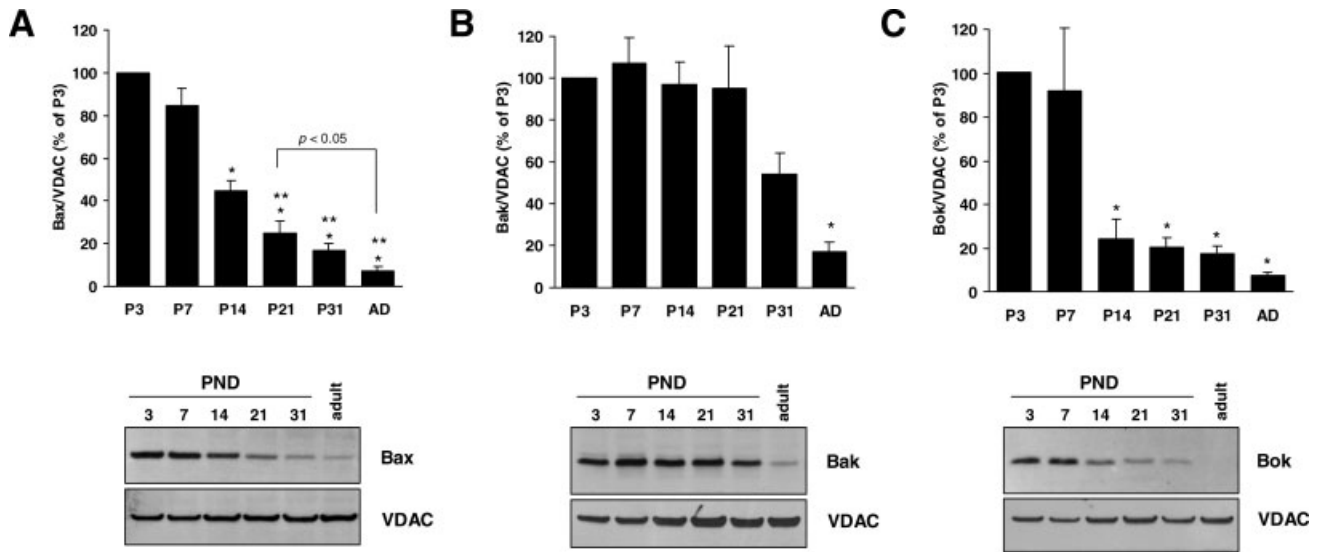 A
Bax/VDAC (% of P3)
120
100
80
60
40
20
0
p < 0.05
*
**
*
**
*
**
*
P3 P7 P14 P21 P31 AD
PND
adult
3 7 14 21 31
Bax
VDAC
B
Bak/VDAC (% of P3)
120
100
80
60
40
20
0
*
P3 P7 P14 P21 P31 AD
PND
adult
3 7 14 21 31
Bak
VDAC
C
Bok/VDAC (% of P3)
120
100
80
60
40
20
0
* * * *
P3 P7 P14 P21 P31 AD
PND
adult
3 7 14 21 31
Bok
VDAC